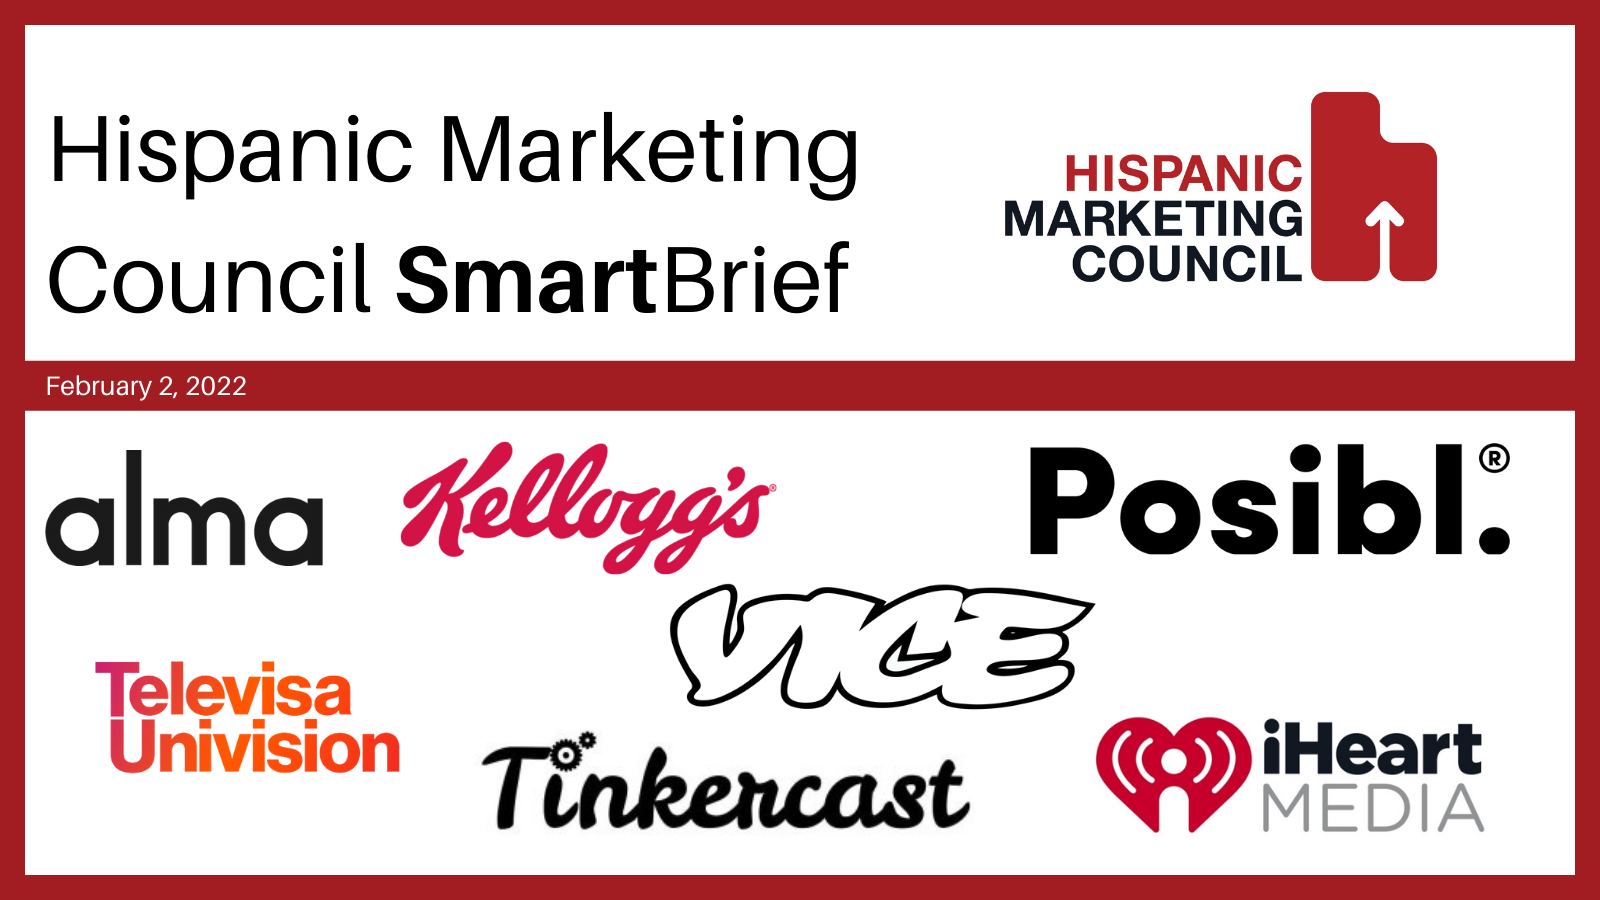 Hispanic Marketing
Council SmartBrief
HISPANIC
MARKETING
COUNCIL
February 2, 2022
alma
Kellogg's®
Posibl.®
VICE
Televisa
Univision
Tinkercast
iHeart
MEDIA